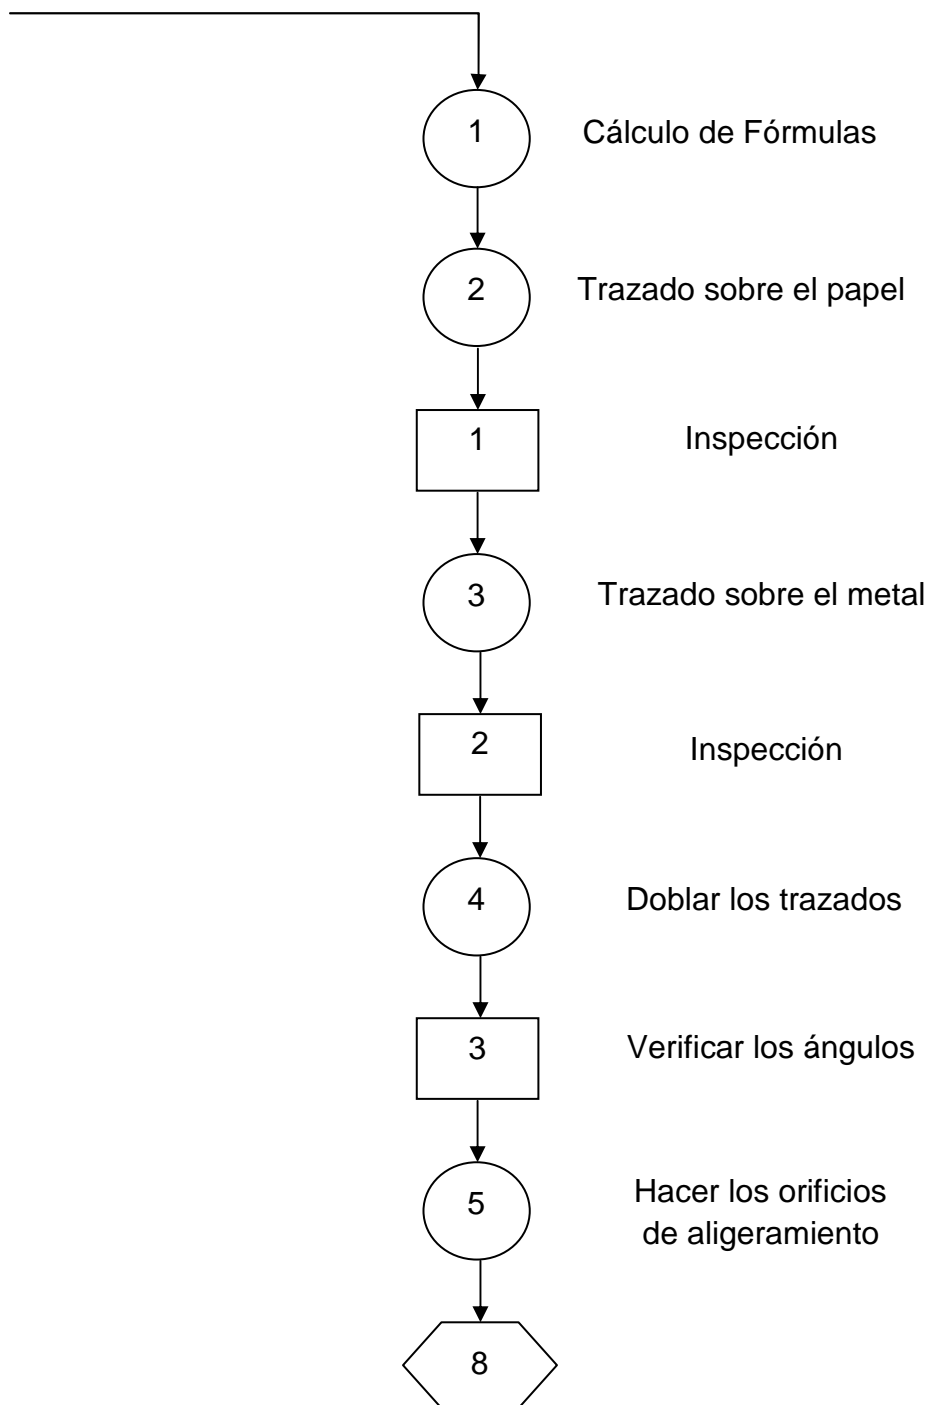 1 Cálculo de Fórmulas
2 Trazado sobre el papel
1 Inspección
3 Trazado sobre el metal
2 Inspección
4 Doblar los trazados
3 Verificar los ángulos
5 Hacer los orificios
de aligeramiento
8